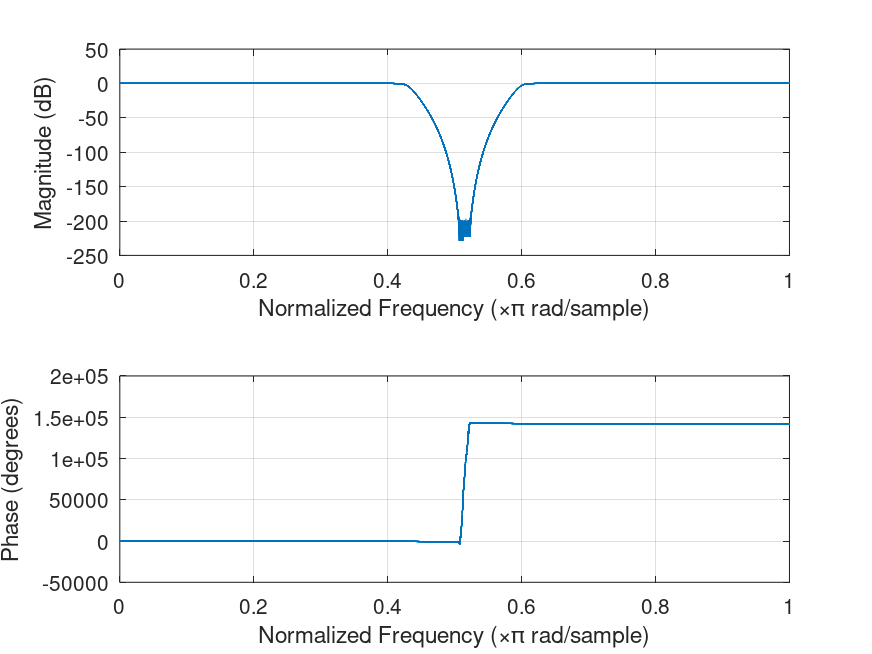 50
0
-50
-100
-150
-200
-250
Magnitude (dB)
0 0.2 0.4 0.6 0.8 1
Normalized Frequency (×π rad/sample)
2e+05
1.5e+05
1e+05
50000
0
-50000
Phase (degrees)
0 0.2 0.4 0.6 0.8 1
Normalized Frequency (×π rad/sample)